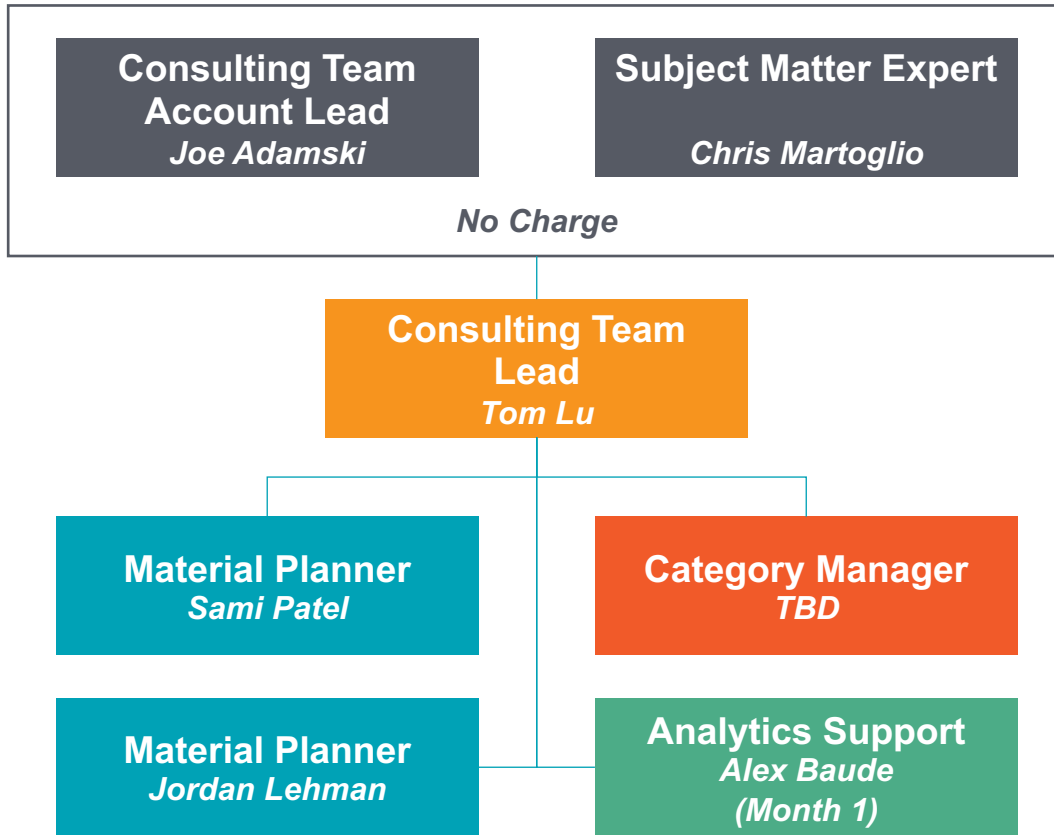 Consulting Team
Account Lead
Joe Adamski
Subject Matter Expert
Chris Martoglio
No Charge
Consulting Team
Lead
Tom Lu
Material Planner
Sami Patel
Category Manager
TBD
Material Planner
Jordan Lehman
Analytics Support
Alex Baude
(Month 1)